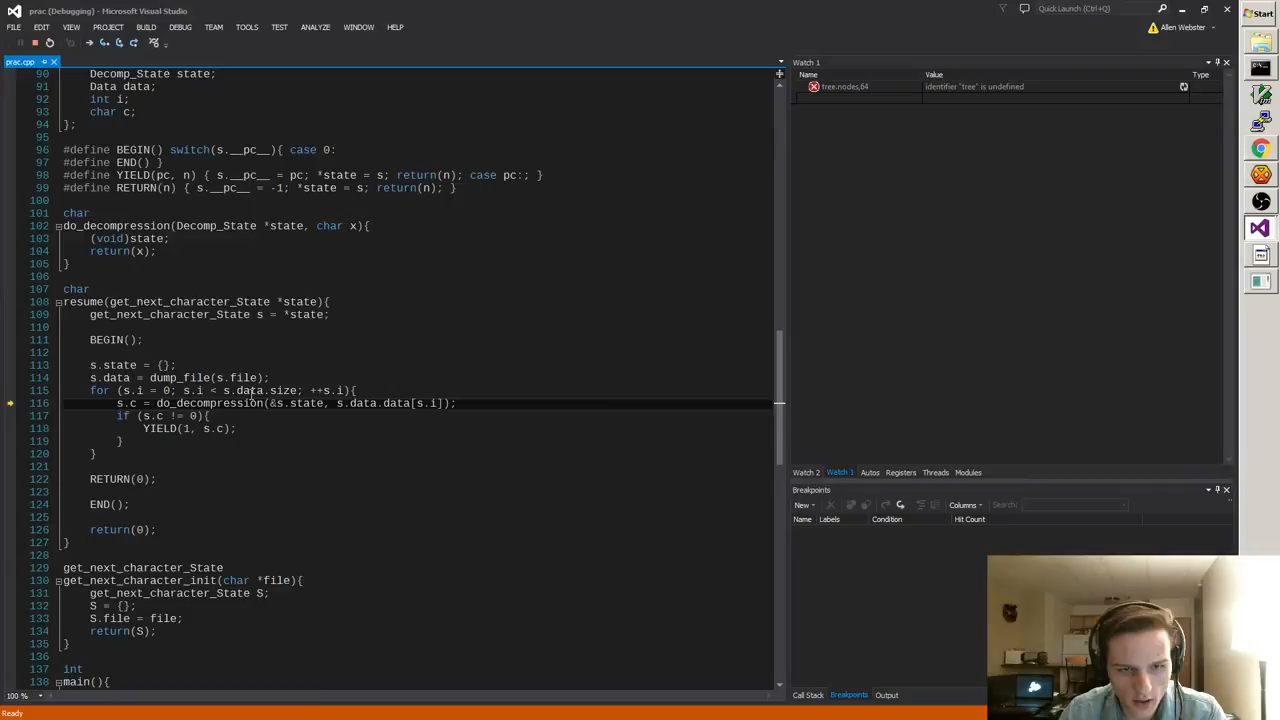 prac (Debugging) - Microsoft Visual Studio
Quick Launch (Ctrl+Q)
FILE EDIT VIEW PROJECT BUILD DEBUG TEAM TOOLS TEST ANALYZE WINDOW HELP
Allen Webster
Start
prac.cpp
Watch 1
Name Value Type
tree.nodes,64 identifier "tree" is undefined
90 Decomp_State state;
91 Data data;
92 int i;
93 char c;
94 };
95
96 #define BEGIN() switch(s.__pc__){ case 0:
97 #define END() }
98 #define YIELD(pc, n) { s.__pc__ = pc; *state = s; return(n); case pc:; }
99 #define RETURN(n) { s.__pc__ = -1; *state = s; return(n); }
100
101 char
102 do_decompression(Decomp_State *state, char x){
103 (void)state;
104 return(x);
105 }
106
107 char
108 resume(get_next_character_State *state){
109 get_next_character_State s = *state;
110
111 BEGIN();
112
113 s.state = {};
114 s.data = dump_file(s.file);
115 for (s.i = 0; s.i < s.data.size; ++s.i){
116 s.c = do_decompression(&s.state, s.data.data[s.i]);
117 if (s.c != 0){
118 YIELD(1, s.c);
119 }
120 }
121
122 RETURN(0);
123
124 END();
125
126 return(0);
127 }
128
129 get_next_character_State
130 get_next_character_init(char *file){
131 get_next_character_State S;
132 S = {};
133 S.file = file;
134 return(S);
135 }
136
137 int
138 main(){
Watch 2 Watch 1 Autos Registers Threads Modules
Breakpoints
New Columns Search:
Name Labels Condition Hit Count
100 %
Call Stack Breakpoints Output
Ready